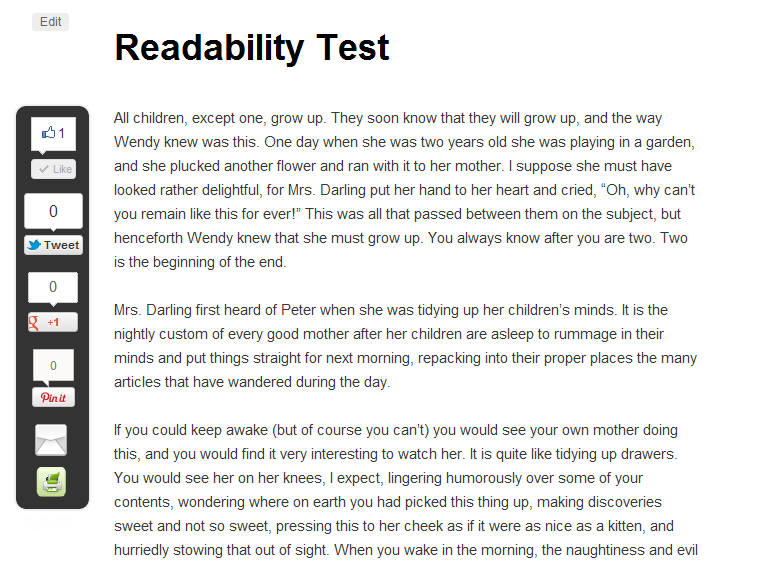 Edit
Readability Test
1
Like
0
Tweet
0
+1
0
Pin it
All children, except one, grow up. They soon know that they will grow up, and the way
Wendy knew was this. One day when she was two years old she was playing in a garden,
and she plucked another flower and ran with it to her mother. I suppose she must have
looked rather delightful, for Mrs. Darling put her hand to her heart and cried, “Oh, why can’t
you remain like this for ever!” This was all that passed between them on the subject, but
henceforth Wendy knew that she must grow up. You always know after you are two. Two
is the beginning of the end.
Mrs. Darling first heard of Peter when she was tidying up her children’s minds. It is the
nightly custom of every good mother after her children are asleep to rummage in their
minds and put things straight for next morning, repacking into their proper places the many
articles that have wandered during the day.
If you could keep awake (but of course you can’t) you would see your own mother doing
this, and you would find it very interesting to watch her. It is quite like tidying up drawers.
You would see her on her knees, I expect, lingering humorously over some of your
contents, wondering where on earth you had picked this thing up, making discoveries
sweet and not so sweet, pressing this to her cheek as if it were as nice as a kitten, and
hurriedly stowing that out of sight. When you wake in the morning, the naughtiness and evil